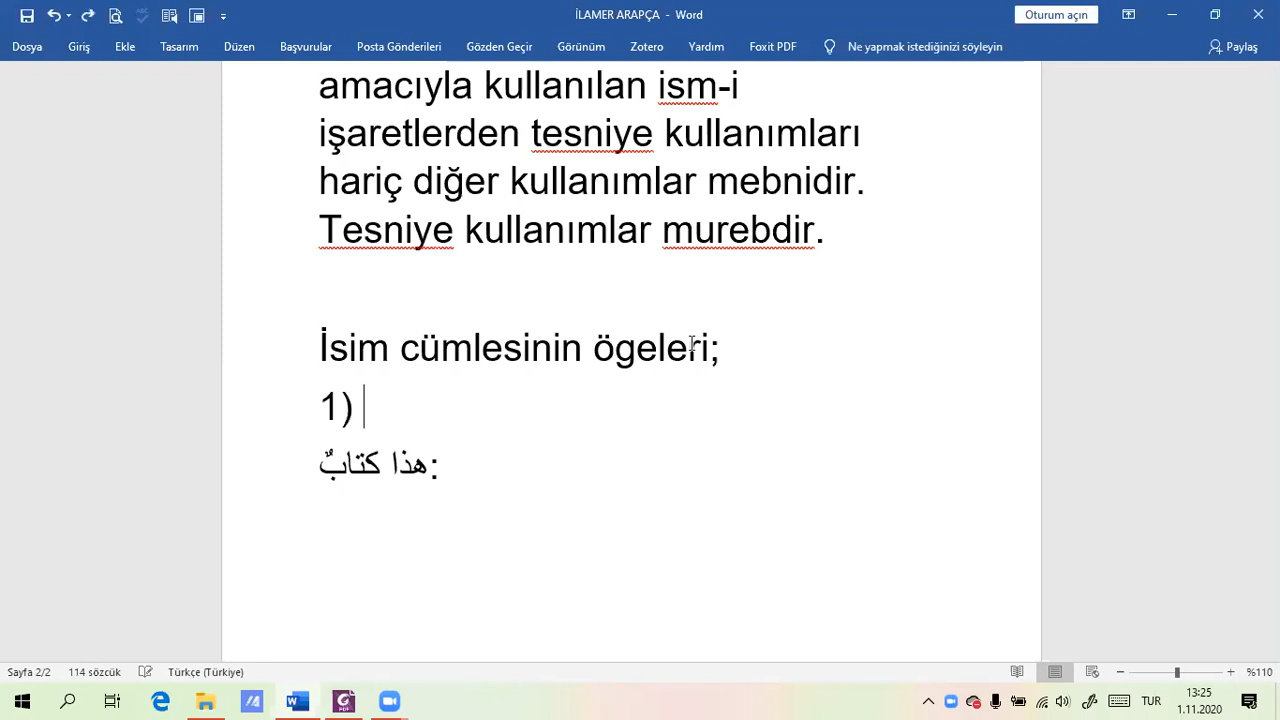 İLAMER ARAPÇA - Word
Oturum açın
Dosya Giriş Ekle Tasarım Düzen Başvurular Posta Gönderileri Gözden Geçir Görünüm Zotero Yardım Foxit PDF Ne yapmak istediğinizi söyleyin Paylaş
amacıyla kullanılan ism-i
işaretlerden tesniye kullanımları
hariç diğer kullanımlar mebnidir.
Tesniye kullanımlar murebdir.
İsim cümlesinin ögeleri;
1)
هذا كتابٌ:
Sayfa 2/2 114 sözcük Türkçe (Türkiye) %110
PDF
TUR
13:25
1.11.2020